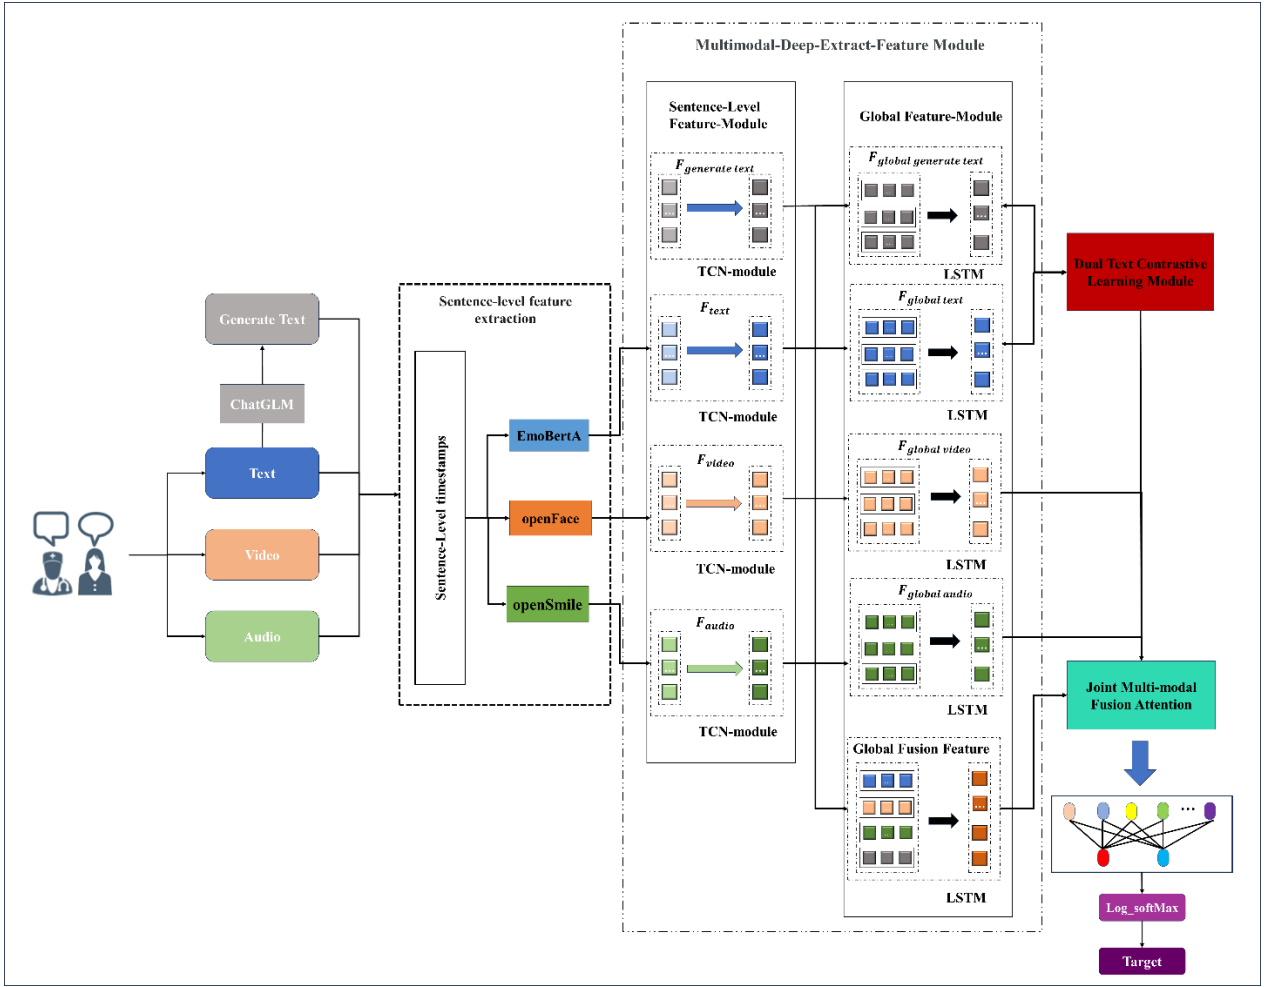 Multimodal-Deep-Extract-Feature Module
Sentence-Level
Feature-Module
Global Feature-Module
F generate text
TCN-module
F global generate text
LSTM
Dual Text Contrastive
Learning Module
Generate Text
ChatGLM
Text
Video
Audio
Sentence-level feature
extraction
Sentence-Level timestamps
EmoBertA
openFace
openSmile
F text
TCN-module
F global text
LSTM
F video
TCN-module
F global video
LSTM
F audio
TCN-module
F global audio
LSTM
Global Fusion Feature
LSTM
Joint Multi-modal
Fusion Attention
...
Log_softMax
Target